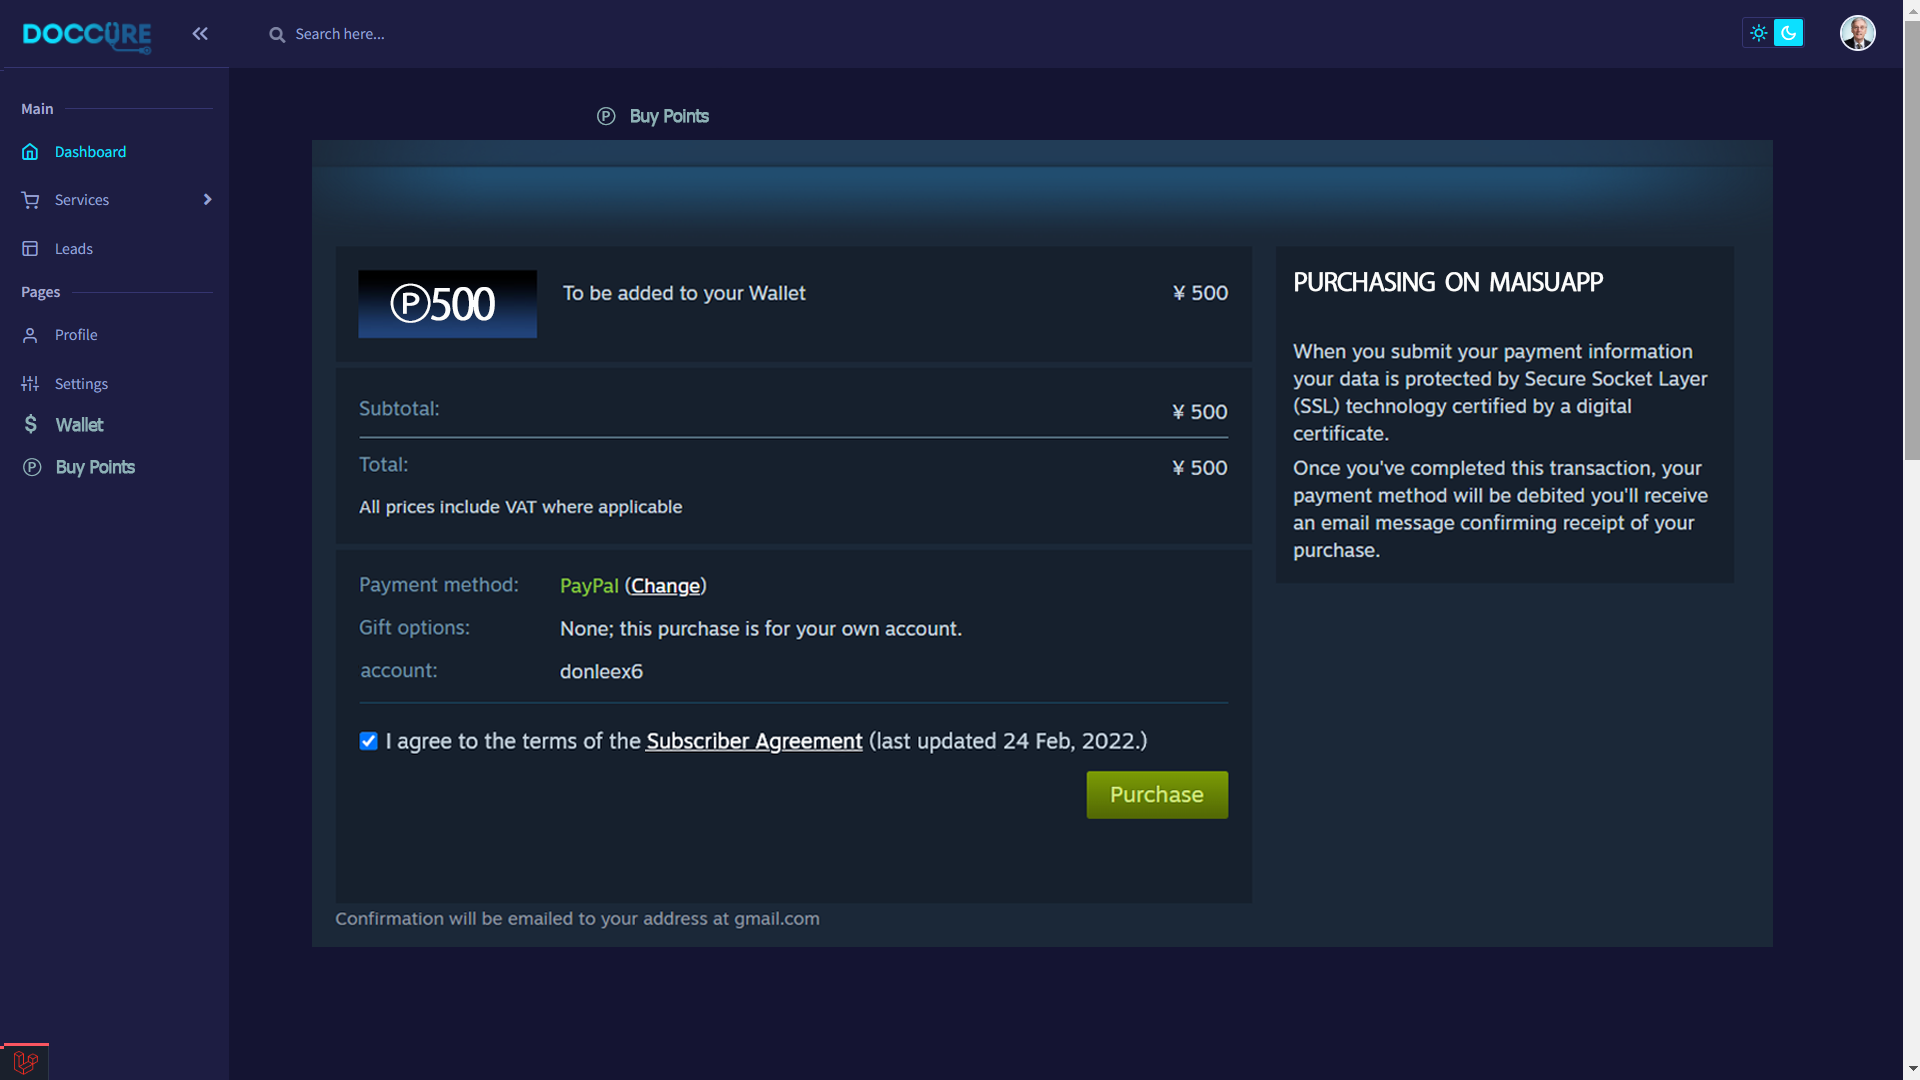 DOCCURE
Search here...
Main
Dashboard
Services
Leads
Pages
Profile
Settings
$ Wallet
Ⓟ Buy Points
Ⓟ Buy Points
Ⓟ500
To be added to your Wallet
¥ 500
Subtotal:
¥ 500
Total:
¥ 500
All prices include VAT where applicable
Payment method:
PayPal (Change)
Gift options:
None; this purchase is for your own account.
account:
donleex6
I agree to the terms of the Subscriber Agreement (last updated 24 Feb, 2022.)
Purchase
Confirmation will be emailed to your address at gmail.com
PURCHASING ON MAISUAPP
When you submit your payment information
your data is protected by Secure Socket Layer
(SSL) technology certified by a digital
certificate.
Once you've completed this transaction, your
payment method will be debited you'll receive
an email message confirming receipt of your
purchase.